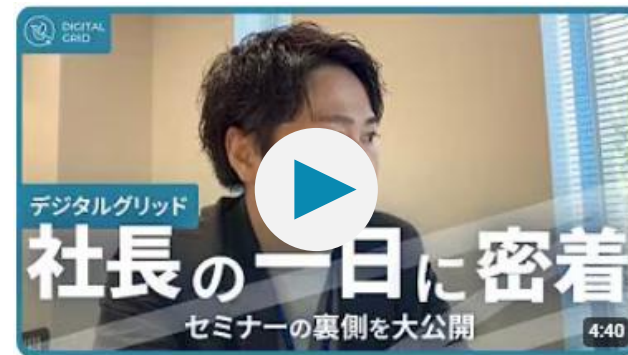 DIGITAL
GRID
デジタルグリッド
社長の一日に密着
セミナーの裏側を大公開
4:40